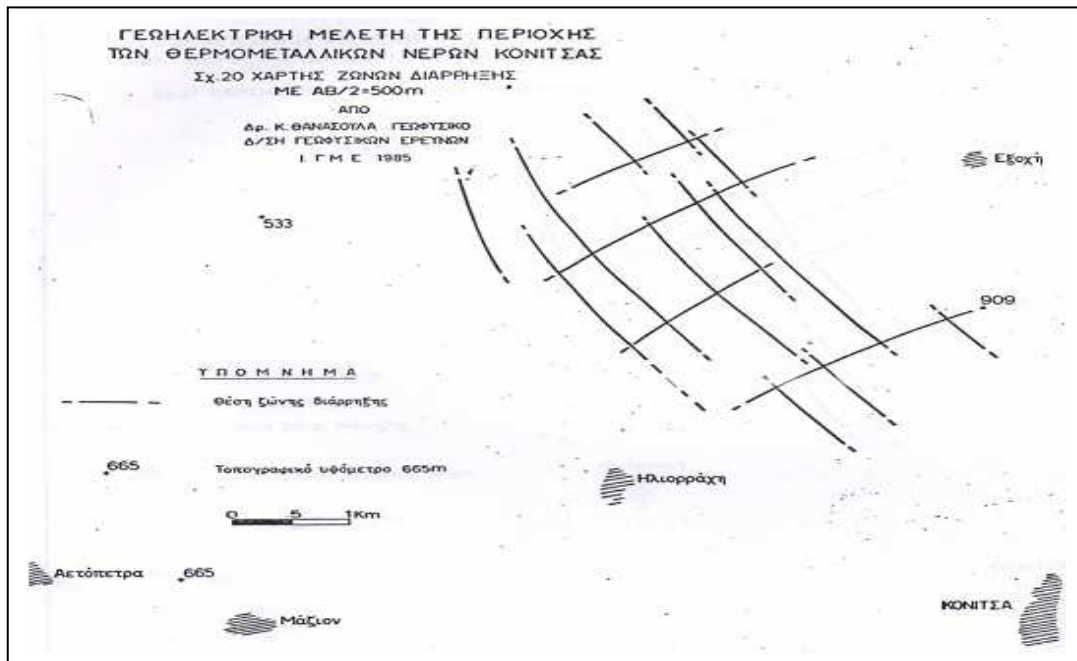 ΓΕΩΗΛΕΚΤΡΙΚΗ ΜΕΛΕΤΗ ΤΗΣ ΠΕΡΙΟΧΗΣ
ΤΩΝ ΘΕΡΜΟΜΕΤΑΛΛΙΚΩΝ ΝΕΡΩΝ ΚΟΝΙΤΣΑΣ
Σχ.20 ΧΑΡΤΗΣ ΖΩΝΩΝ ΔΙΑΡΡΗΞΗΣ
ΜΕ ΑΒ/2=500m
ΑΠΟ
Δρ. Κ. ΘΑΝΑΣΟΥΛΑ ΓΕΩΦΥΣΙΚΟ
Δ/ΣΗ ΓΕΩΦΥΣΙΚΩΝ ΕΡΕΥΝΩΝ
Ι. Γ Μ Ε 1985
Εξοχή
533
909
ΥΠΟΜΝΗΜΑ
Θέση ζώνης διάρρηξης
665
Τοπογραφικό υψόμετρο 665m
Ηλιορράχη
0 5 1Km
Αετόπετρα
665
Μάζιον
ΚΟΝΙΤΣΑ